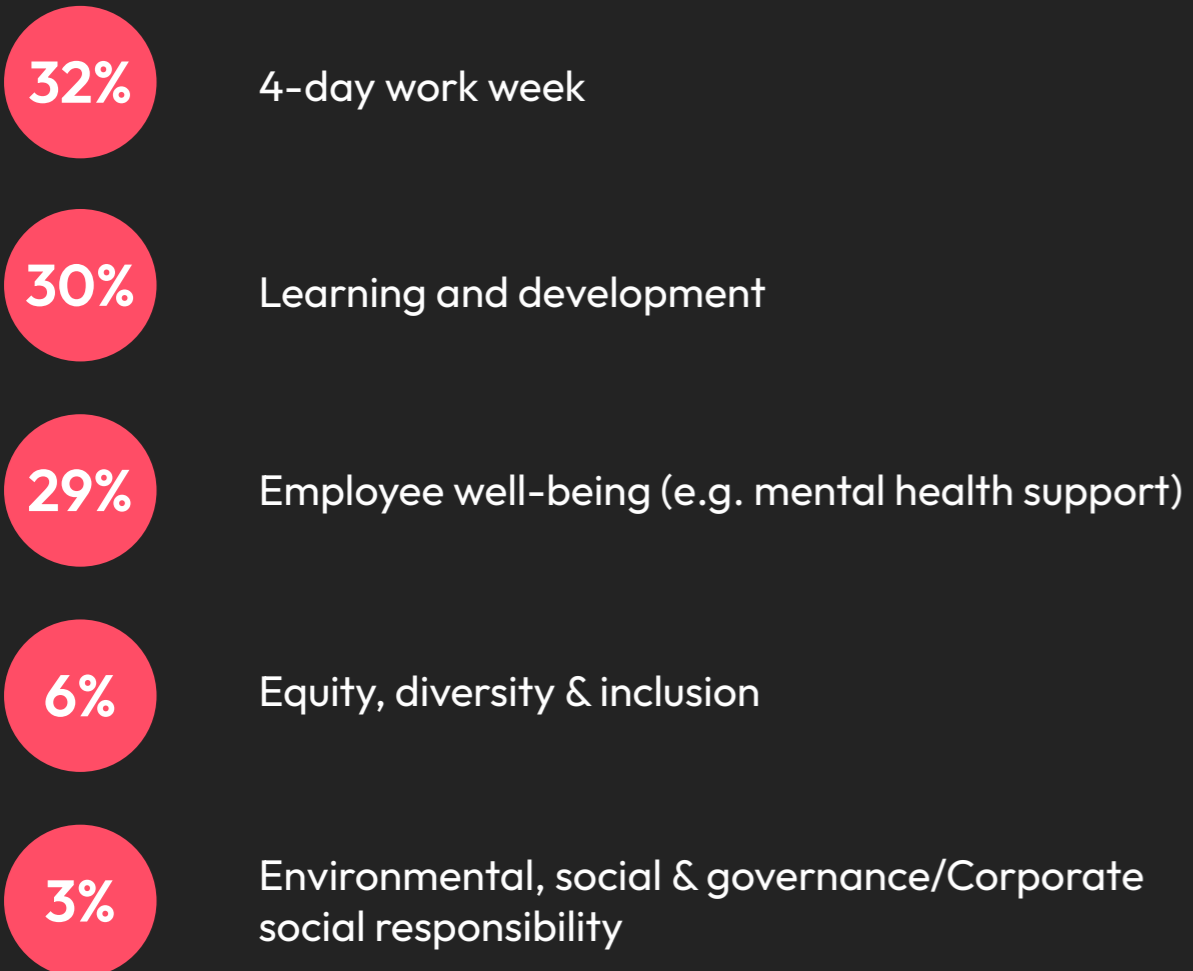 32%
4-day work week
30%
Learning and development
29%
Employee well-being (e.g. mental health support)
6%
Equity, diversity & inclusion
3%
Environmental, social & governance/Corporate
social responsibility